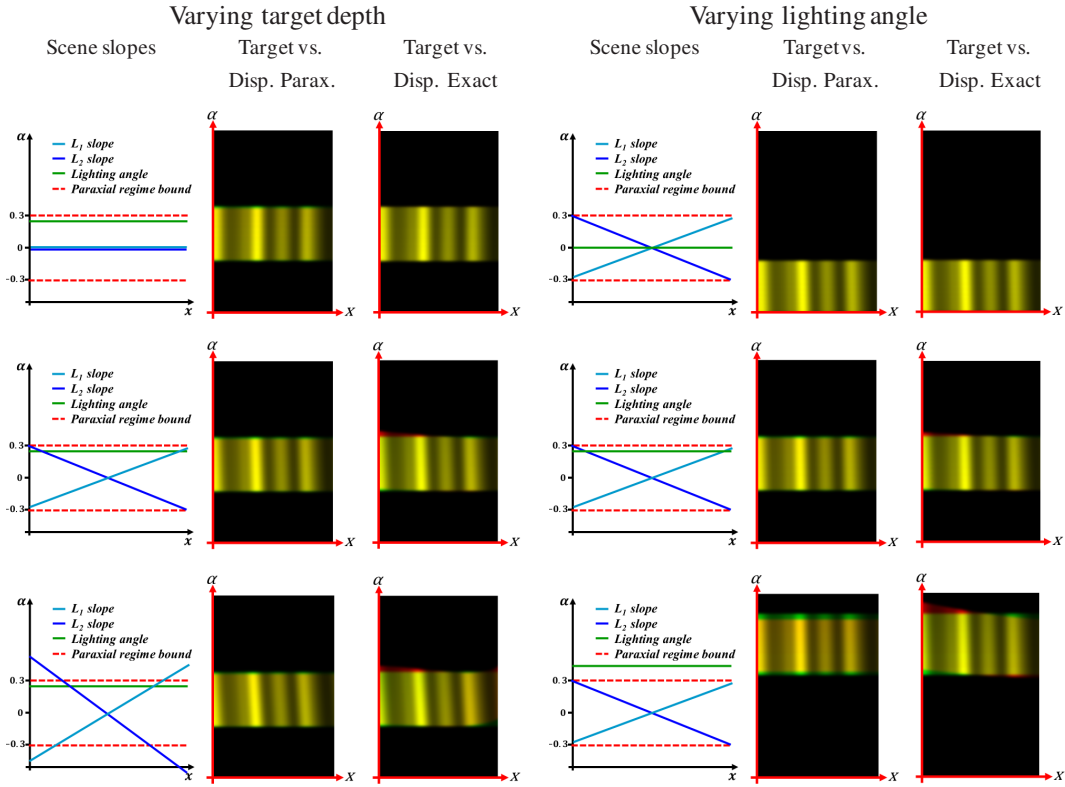 Varying target depth
Varying lighting angle
Scene slopes
Target vs.
Disp. Parax.
Target vs.
Disp. Exact
Scene slopes
Target vs.
Disp. Parax.
Target vs.
Disp. Exact
α
L1 slope
L2 slope
Lighting angle
Paraxial regime bound
0.3
0
-0.3
x
α
X
α
X
α
L1 slope
L2 slope
Lighting angle
Paraxial regime bound
0.3
0
-0.3
x
α
X
α
X
α
L1 slope
L2 slope
Lighting angle
Paraxial regime bound
0.3
0
-0.3
x
α
X
α
X
α
L1 slope
L2 slope
Lighting angle
Paraxial regime bound
0.3
0
-0.3
x
α
X
α
X
α
L1 slope
L2 slope
Lighting angle
Paraxial regime bound
0.3
0
-0.3
x
α
X
α
X
α
L1 slope
L2 slope
Lighting angle
Paraxial regime bound
0.3
0
-0.3
x
α
X
α
X